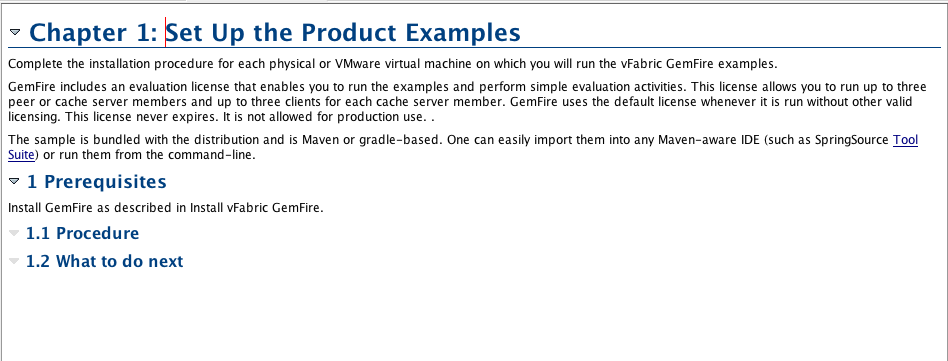 Chapter 1: Set Up the Product Examples
Complete the installation procedure for each physical or VMware virtual machine on which you will run the vFabric GemFire examples.
GemFire includes an evaluation license that enables you to run the examples and perform simple evaluation activities. This license allows you to run up to three
peer or cache server members and up to three clients for each cache server member. GemFire uses the default license whenever it is run without other valid
licensing. This license never expires. It is not allowed for production use. .
The sample is bundled with the distribution and is Maven or gradle-based. One can easily import them into any Maven-aware IDE (such as SpringSource Tool
Suite) or run them from the command-line.
1 Prerequisites
Install GemFire as described in Install vFabric GemFire.
1.1 Procedure
1.2 What to do next